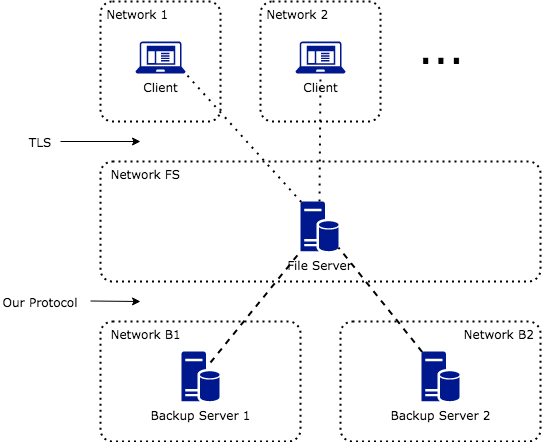 Network 1
Network 2
Client
Client
TLS
Network FS
File Server
Our Protocol
Network B1
Network B2
Backup Server 1
Backup Server 2